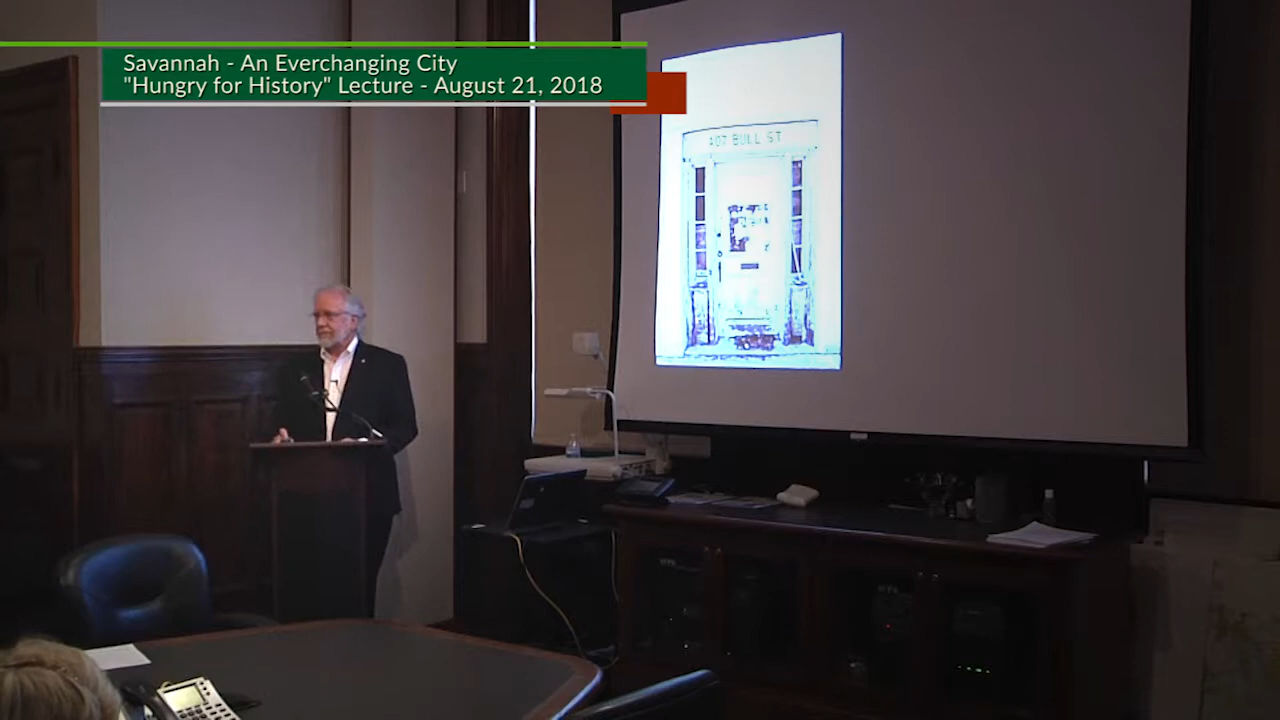 Savannah - An Everchanging City
"Hungry for History" Lecture - August 21, 2018
407 BULL ST